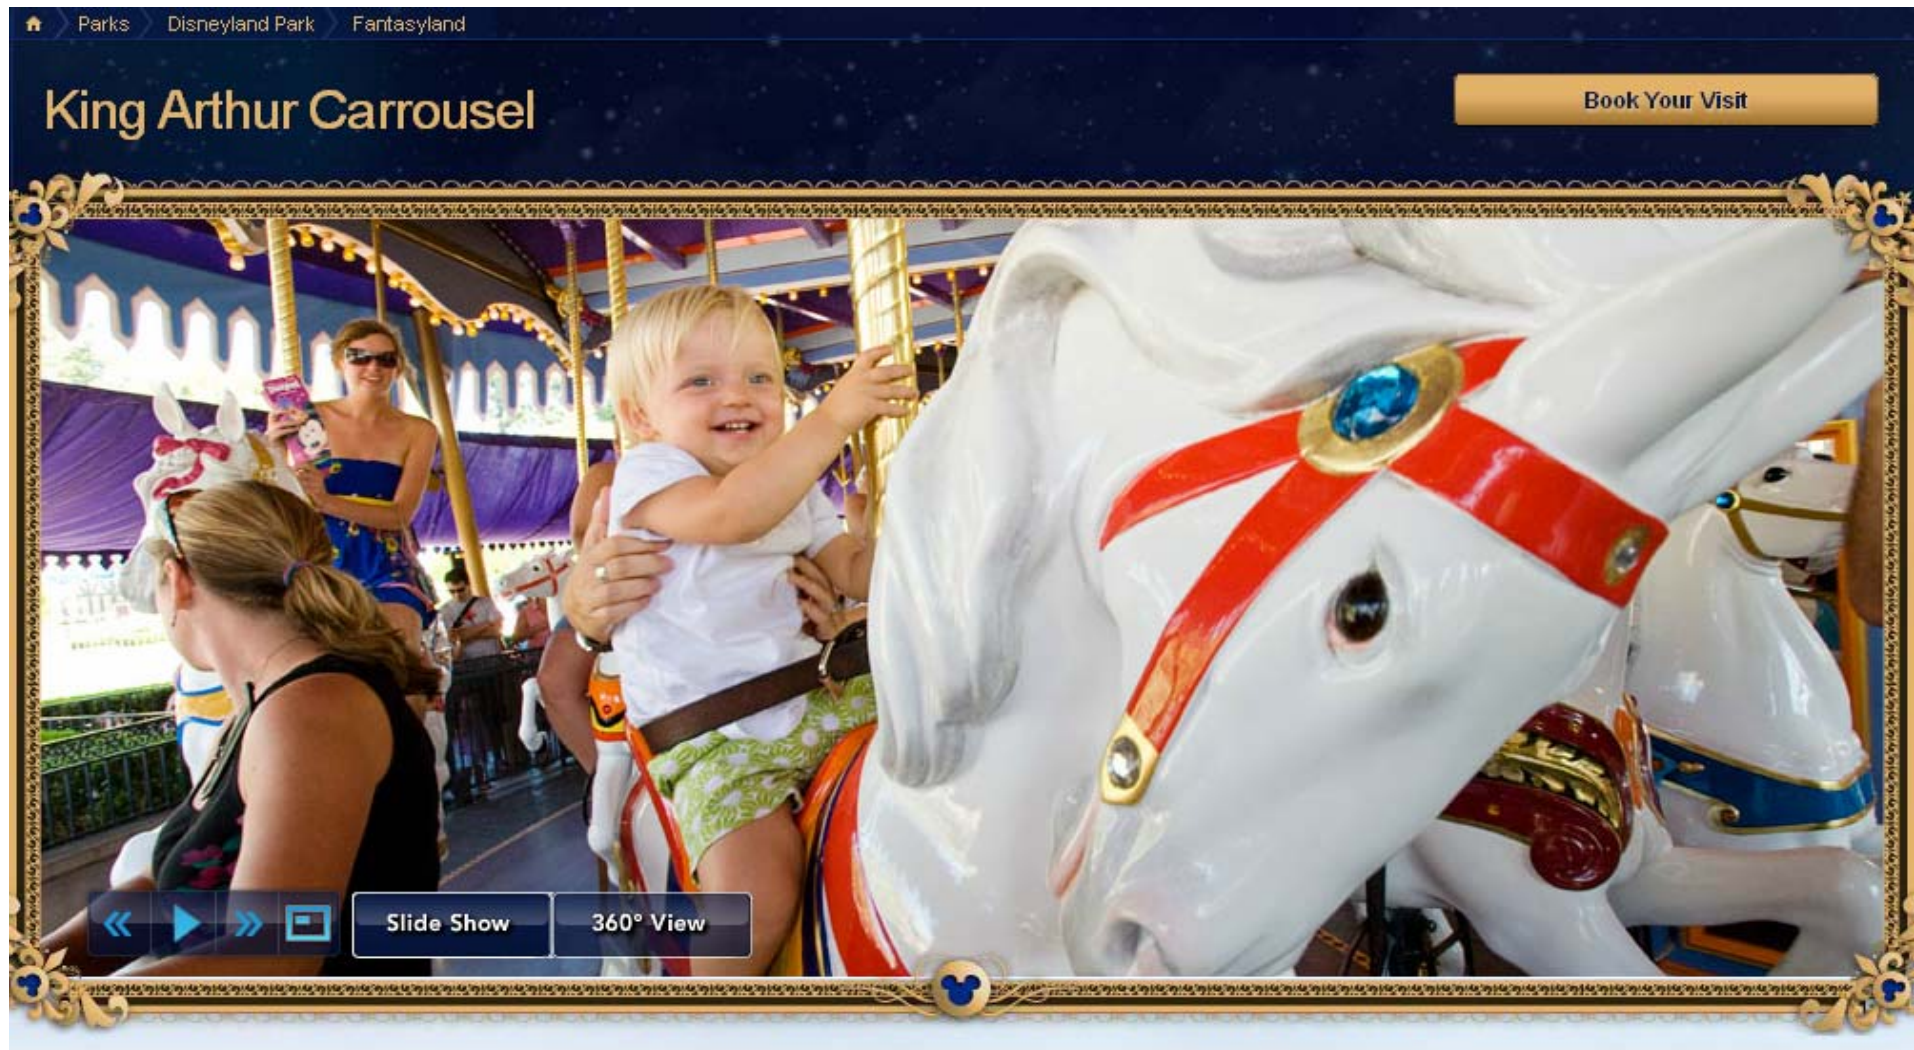 Parks
Disneyland Park
Fantasyland
King Arthur Carrousel
Book Your Visit
Slide Show
360° View